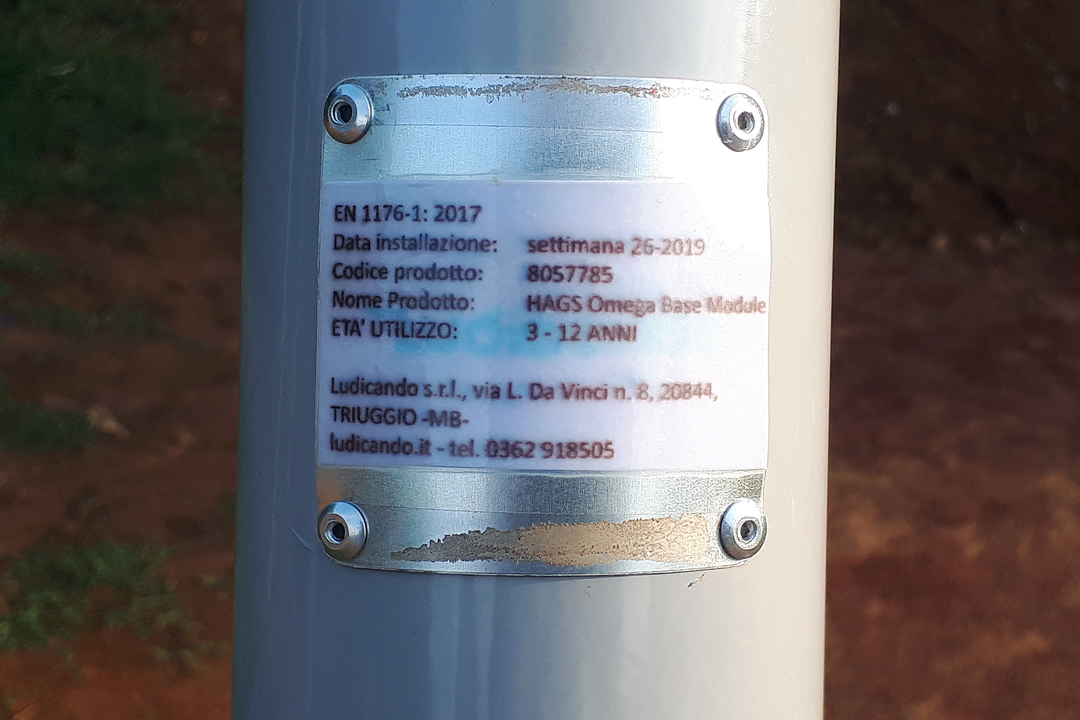 EN 1176-1: 2017
Data installazione: settimana 26-2019
Codice prodotto: 8057785
Nome Prodotto: HAGS Omega Base Module
ETA' UTILIZZO: 3 - 12 ANNI
Ludicando s.r.l., via L. Da Vinci n. 8, 20844,
TRIUGGIO -MB-
ludicando.it - tel. 0362 918505